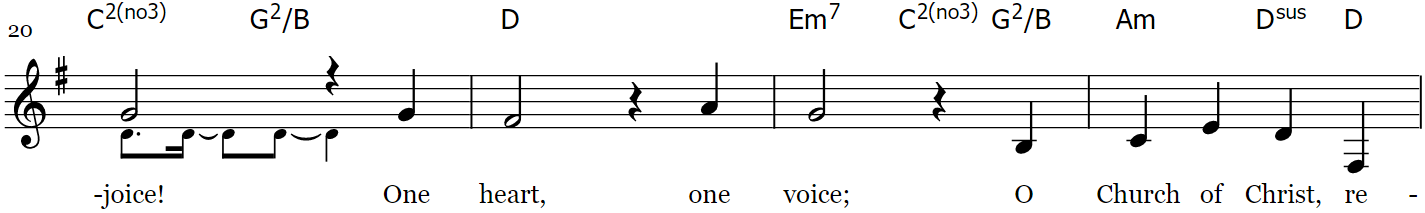 C2(no3) G2/B D Em7 C2(no3) G2/B Am Dsus D
20
-joice! One heart, one voice; O Church of Christ, re -